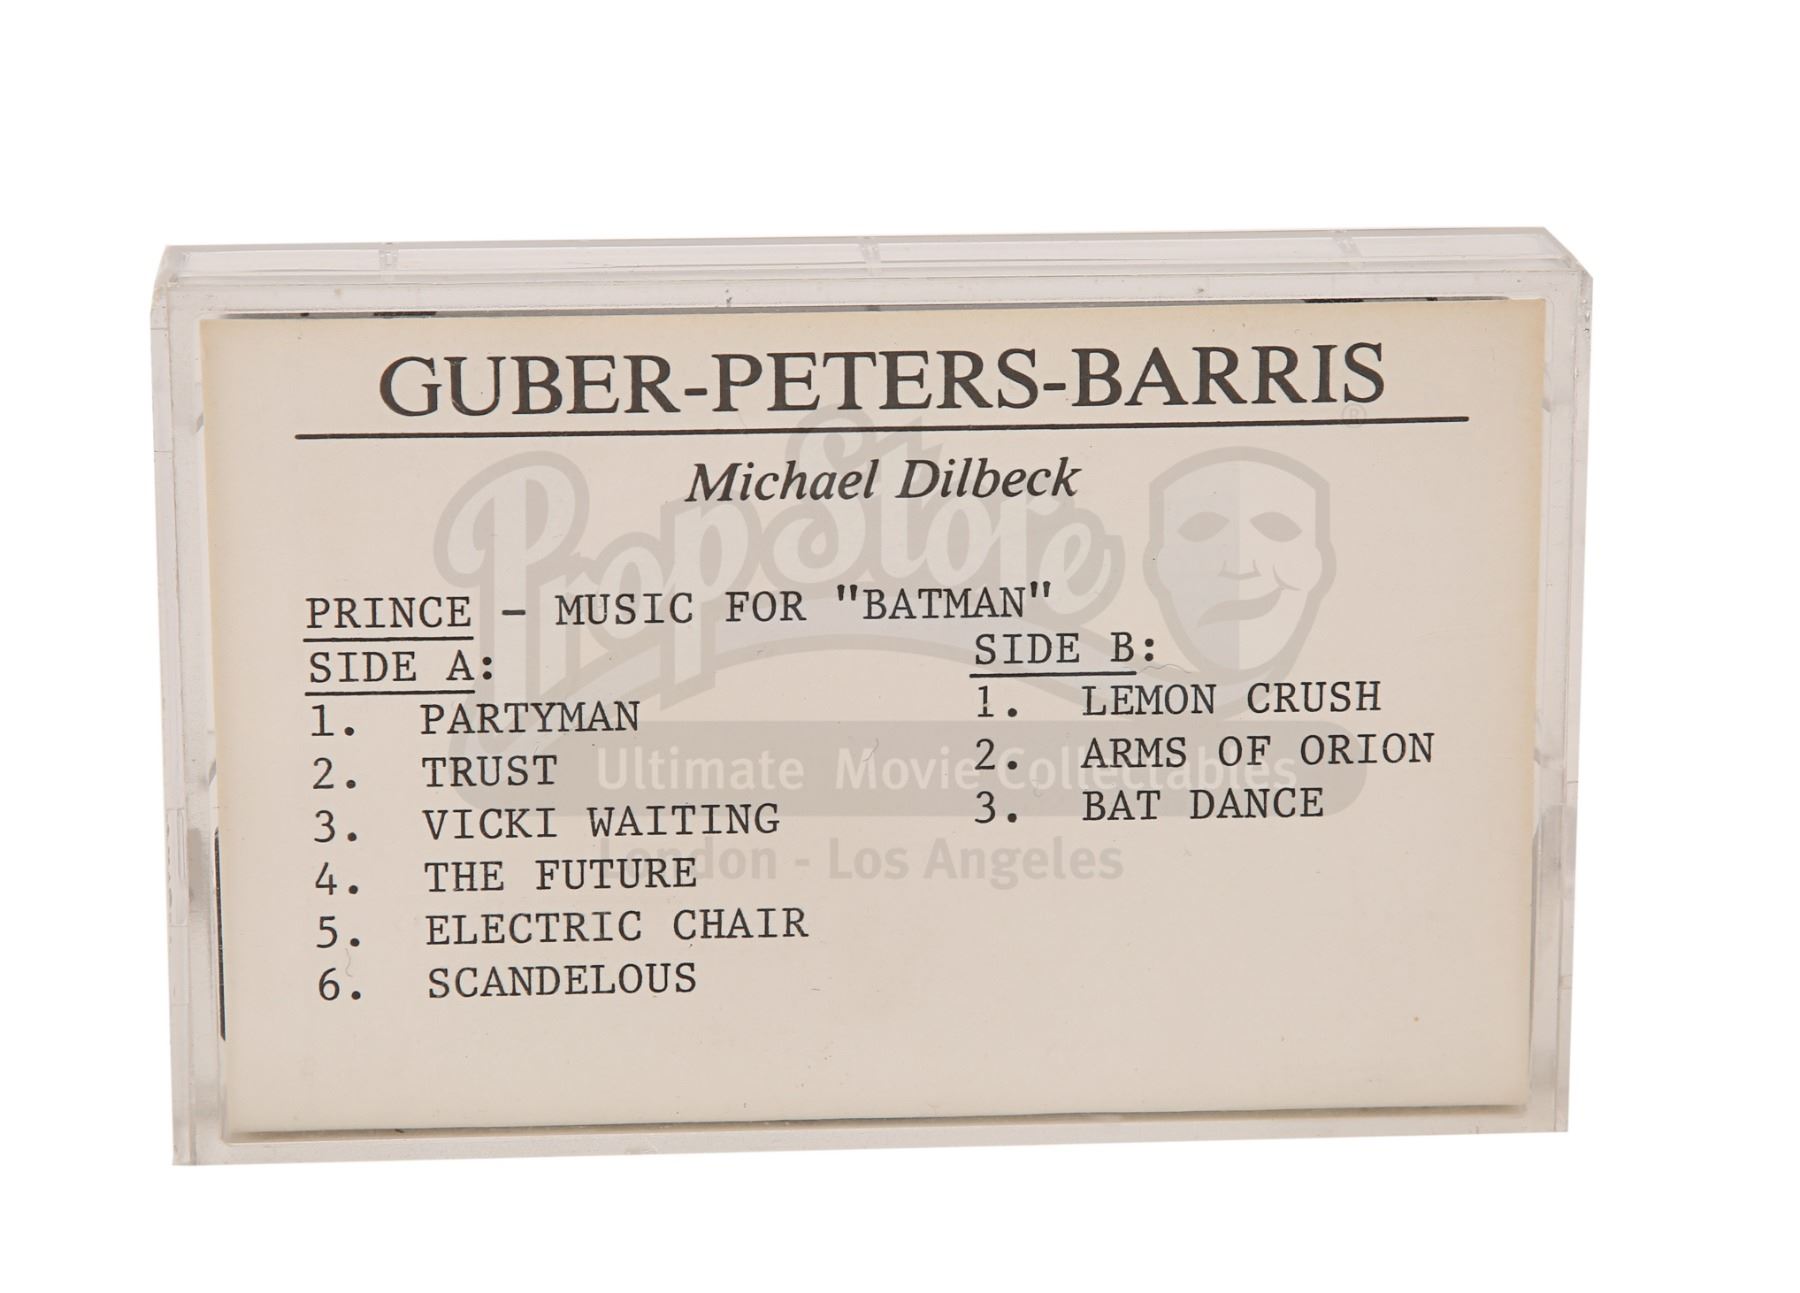 GUBER-PETERS-BARRIS
Michael Dilbeck
PRINCE - MUSIC FOR "BATMAN"
SIDE A:
1. PARTYMAN
2. TRUST
3. VICKI WAITING
4. THE FUTURE
5. ELECTRIC CHAIR
6. SCANDELOUS
SIDE B:
1. LEMON CRUSH
2. ARMS OF ORION
3. BAT DANCE
PropStore
®
Ultimate Movie Collectables
London - Los Angeles